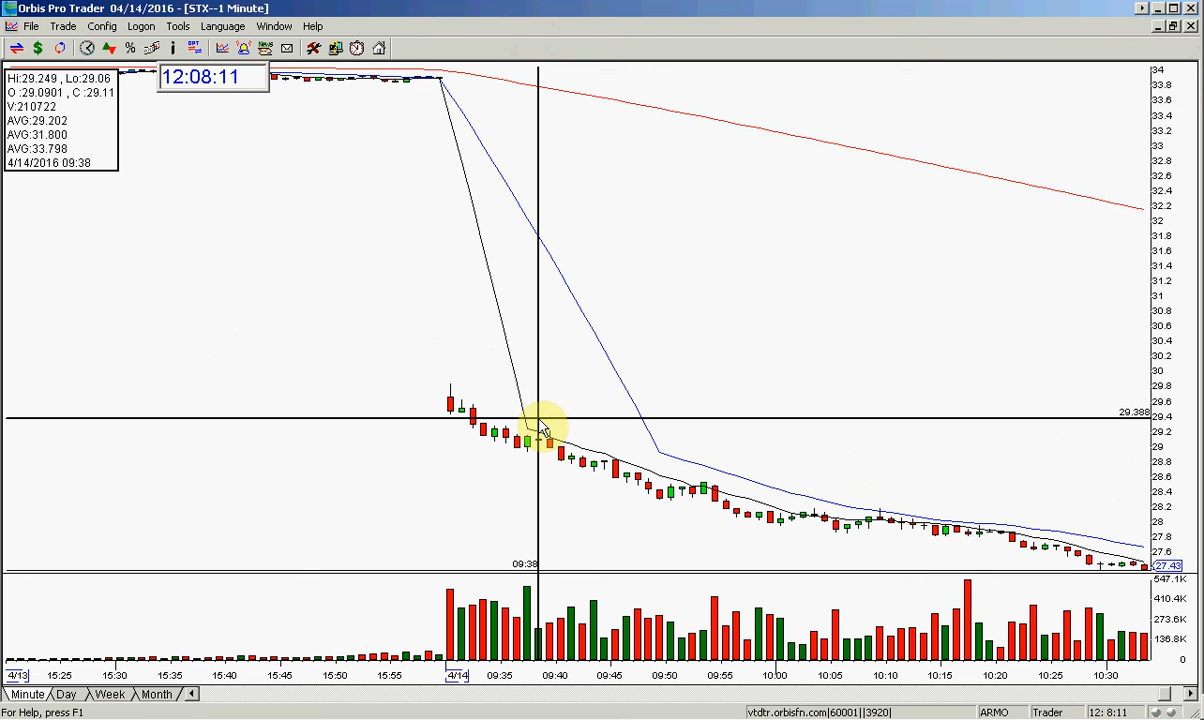 Orbis Pro Trader 04/14/2016 - [STX--1 Minute]
File Trade Config Logon Tools Language Window Help
Hi:29.249 , Lo:29.06
O :29.0901 , C :29.11
V:210722
AVG:29.202
AVG:31.800
AVG:33.798
4/14/2016 09:38
12:08:11
34
33.8
33.6
33.4
33.2
33
32.8
32.6
32.4
32.2
32
31.8
31.6
31.4
31.2
31
30.8
30.6
30.4
30.2
30
29.8
29.6
29.388
29.4
29.2
29
28.8
28.6
28.4
28.2
28
27.8
27.6
27.43
09:38
547.1K
410.4K
273.6K
136.8K
0
4/13 15:25 15:30 15:35 15:40 15:45 15:50 15:55 4/14 09:35 09:40 09:45 09:50 09:55 10:00 10:05 10:10 10:15 10:20 10:25 10:30
Minute Day Week Month
For Help, press F1
vtdtr.orbisfn.com|60001||3920| ARMO Trader 12: 8:11